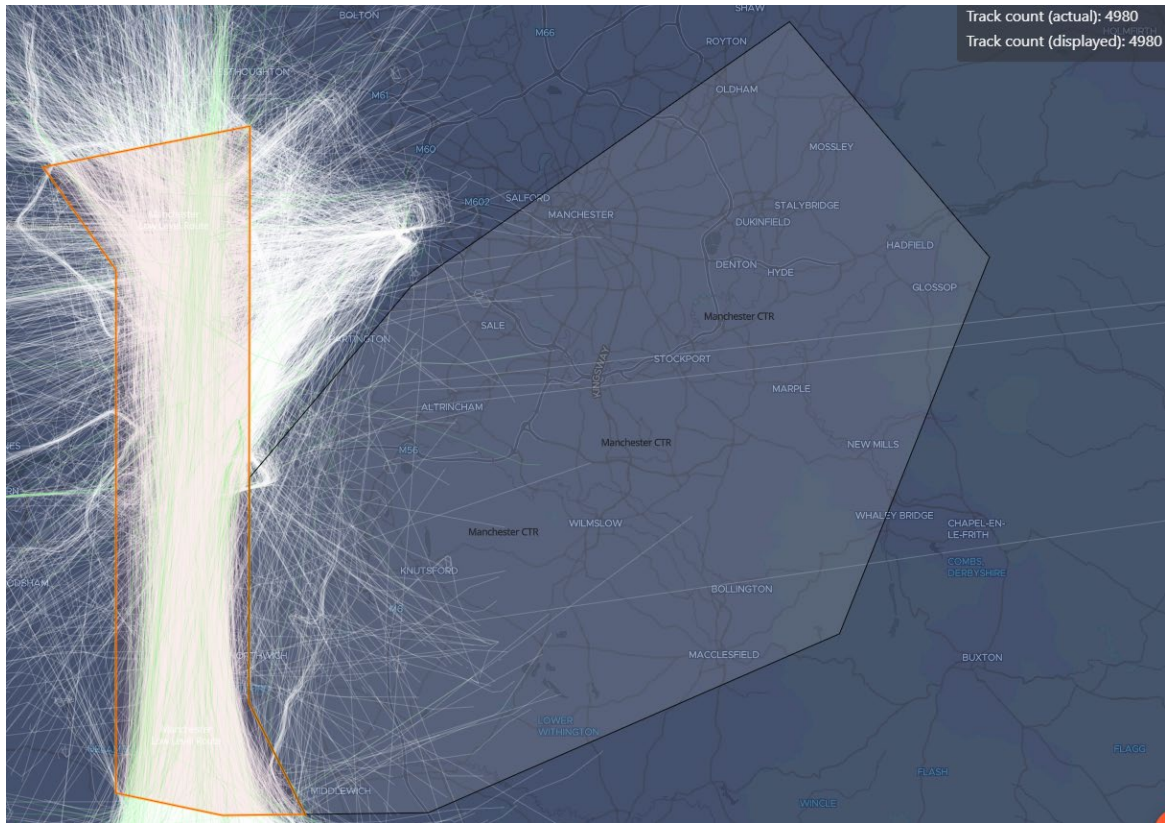 Track count (actual): 4980
Track count (displayed): 4980
BOLTON
M66
SHAW
ROYTON
OLDHAM
M61
M60
MOSSLEY
M602
SALFORD
MANCHESTER
STALYBRIDGE
DUKINFIELD
DENTON
HYDE
HADFIELD
GLOSSOP
Manchester CTR
SALE
STOCKPORT
KINGSWAY
MARPLE
ALTRINCHAM
Manchester CTR
NEW MILLS
M56
WHALEY BRIDGE
CHAPEL-EN-
LE-FRITH
WILMSLOW
Manchester CTR
KNUTSFORD
COMBS,
DERBYSHIRE
BOLLINGTON
MACCLESFIELD
BUXTON
LOWER
WITHINGTON
FLAGG
FLASH
MIDDLEWICH
WINCLE